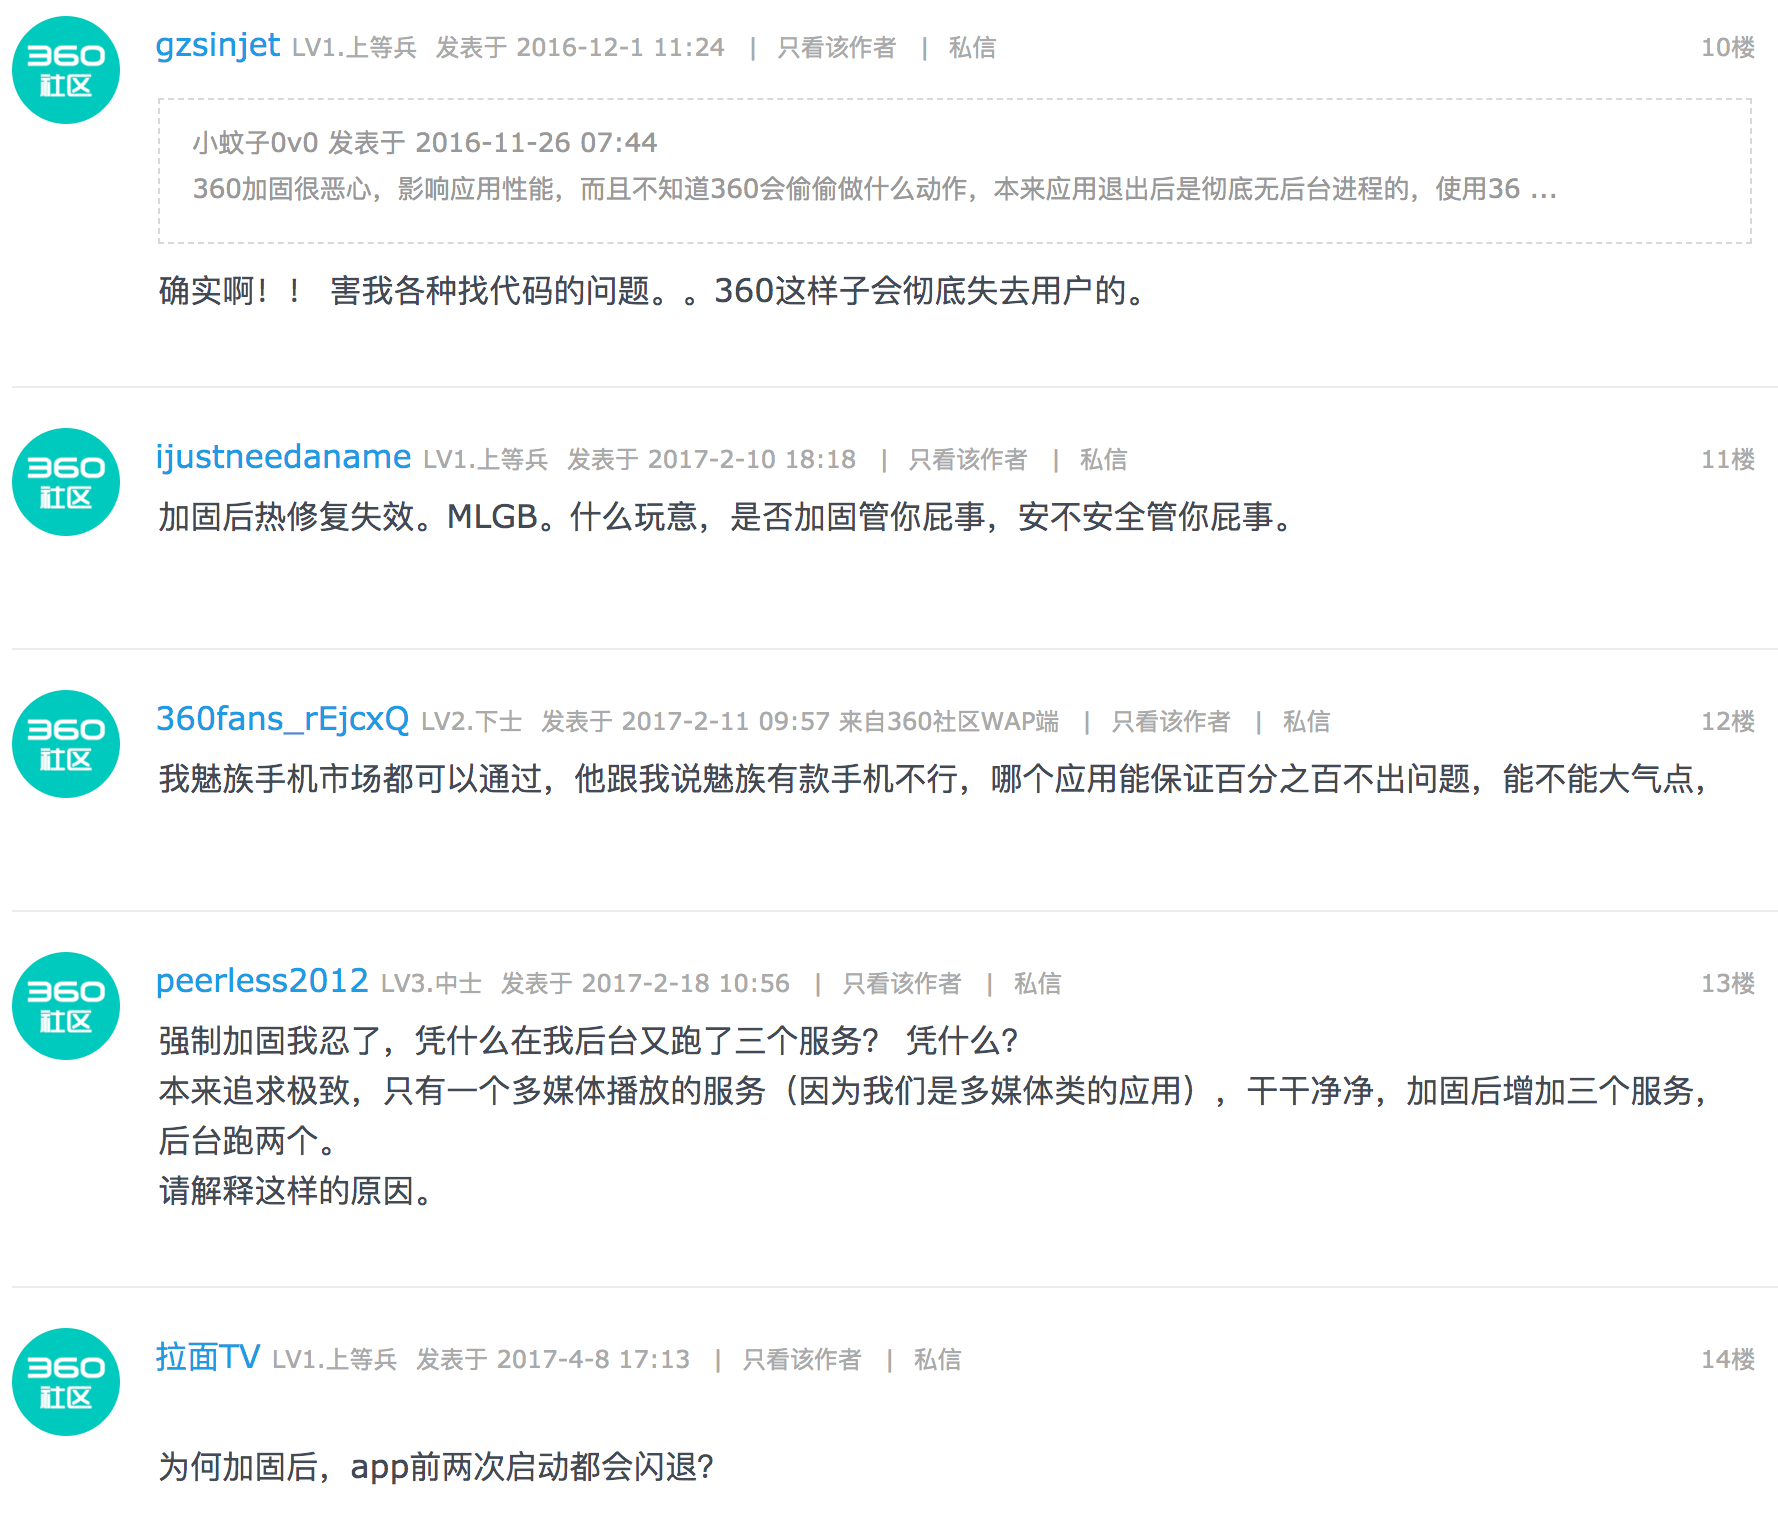 360
社区
gzsinjet LV1.上等兵 发表于 2016-12-1 11:24 | 只看该作者 | 私信 10楼
小蚊子0v0 发表于 2016-11-26 07:44
360加固很恶心，影响应用性能，而且不知道360会偷偷做什么动作，本来应用退出后是彻底无后台进程的，使用36 ...
确实啊！！ 害我各种找代码的问题。。360这样子会彻底失去用户的。
360
社区
ijustneedaname LV1.上等兵 发表于 2017-2-10 18:18 | 只看该作者 | 私信 11楼
加固后热修复失效。MLGB。什么玩意，是否加固管你屁事，安不安全管你屁事。
360
社区
360fans_rEjcxQ LV2.下士 发表于 2017-2-11 09:57 来自360社区WAP端 | 只看该作者 | 私信 12楼
我魅族手机市场都可以通过，他跟我说魅族有款手机不行，哪个应用能保证百分之百不出问题，能不能大气点，
360
社区
peerless2012 LV3.中士 发表于 2017-2-18 10:56 | 只看该作者 | 私信 13楼
强制加固我忍了，凭什么在我后台又跑了三个服务？ 凭什么？
本来追求极致，只有一个多媒体播放的服务（因为我们是多媒体类的应用），干干净净，加固后增加三个服务，
后台跑两个。
请解释这样的原因。
360
社区
拉面TV LV1.上等兵 发表于 2017-4-8 17:13 | 只看该作者 | 私信 14楼
为何加固后，app前两次启动都会闪退？